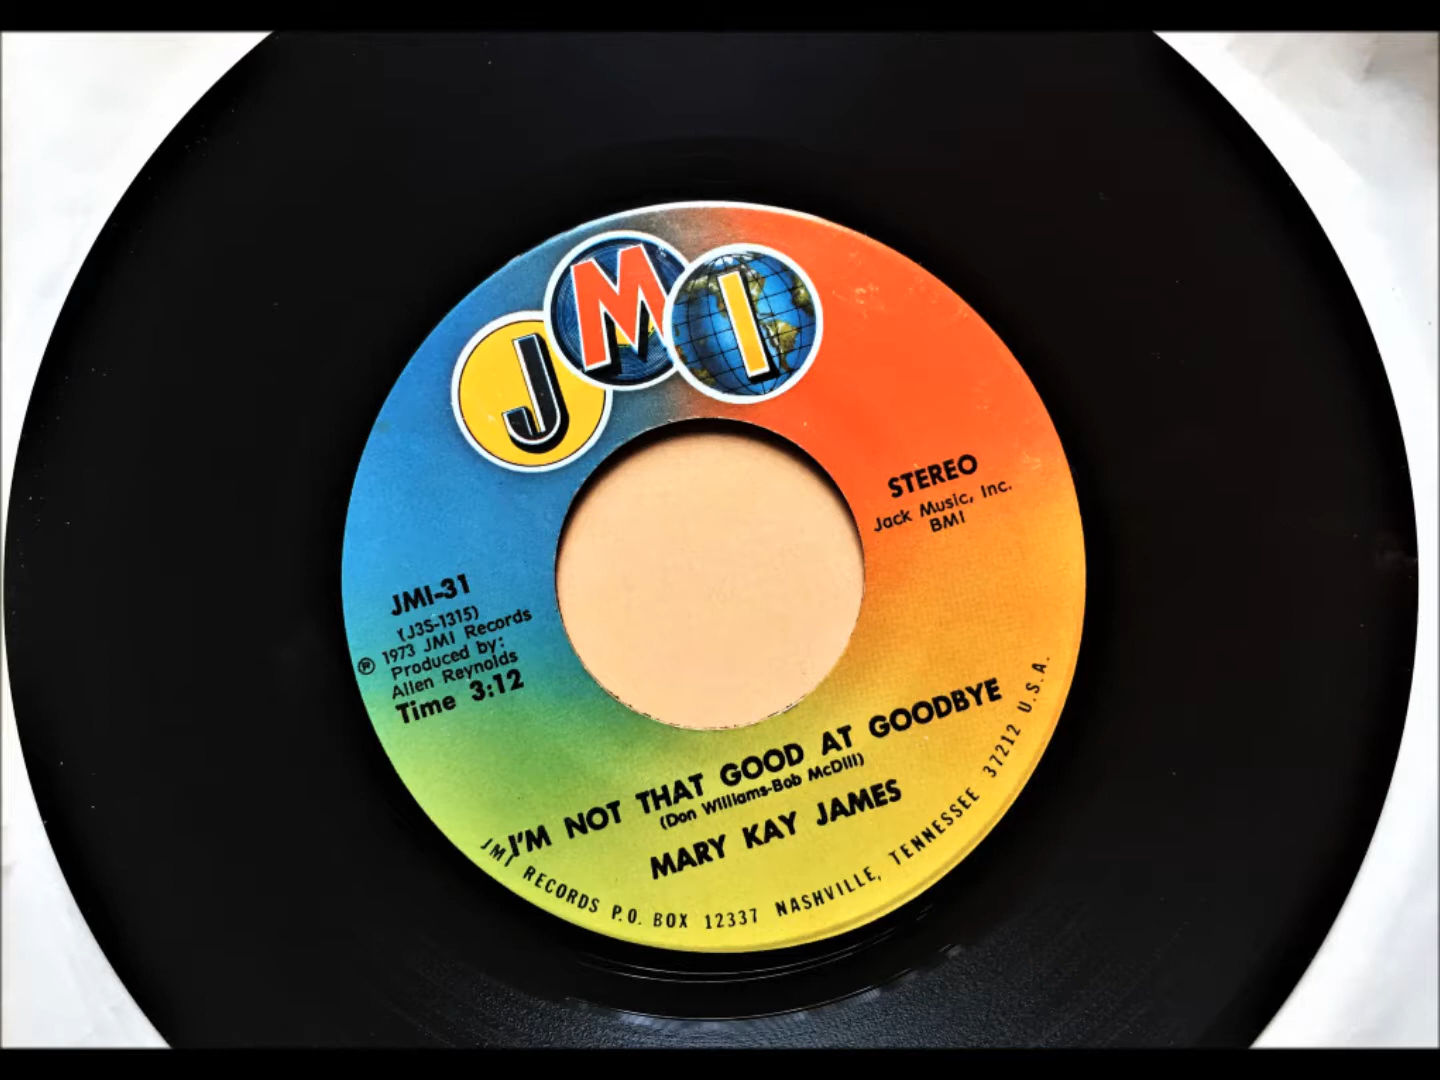 JMI
STEREO
Jack Music, Inc.
BMI
JMI-31
(J3S-1315)
℗ 1973 JMI Records
Produced by:
Allen Reynolds
Time 3:12
I'M NOT THAT GOOD AT GOODBYE
(Don Williams-Bob McDill)
MARY KAY JAMES
JMI RECORDS P.O. BOX 12337 NASHVILLE, TENNESSEE 37212 U.S.A.